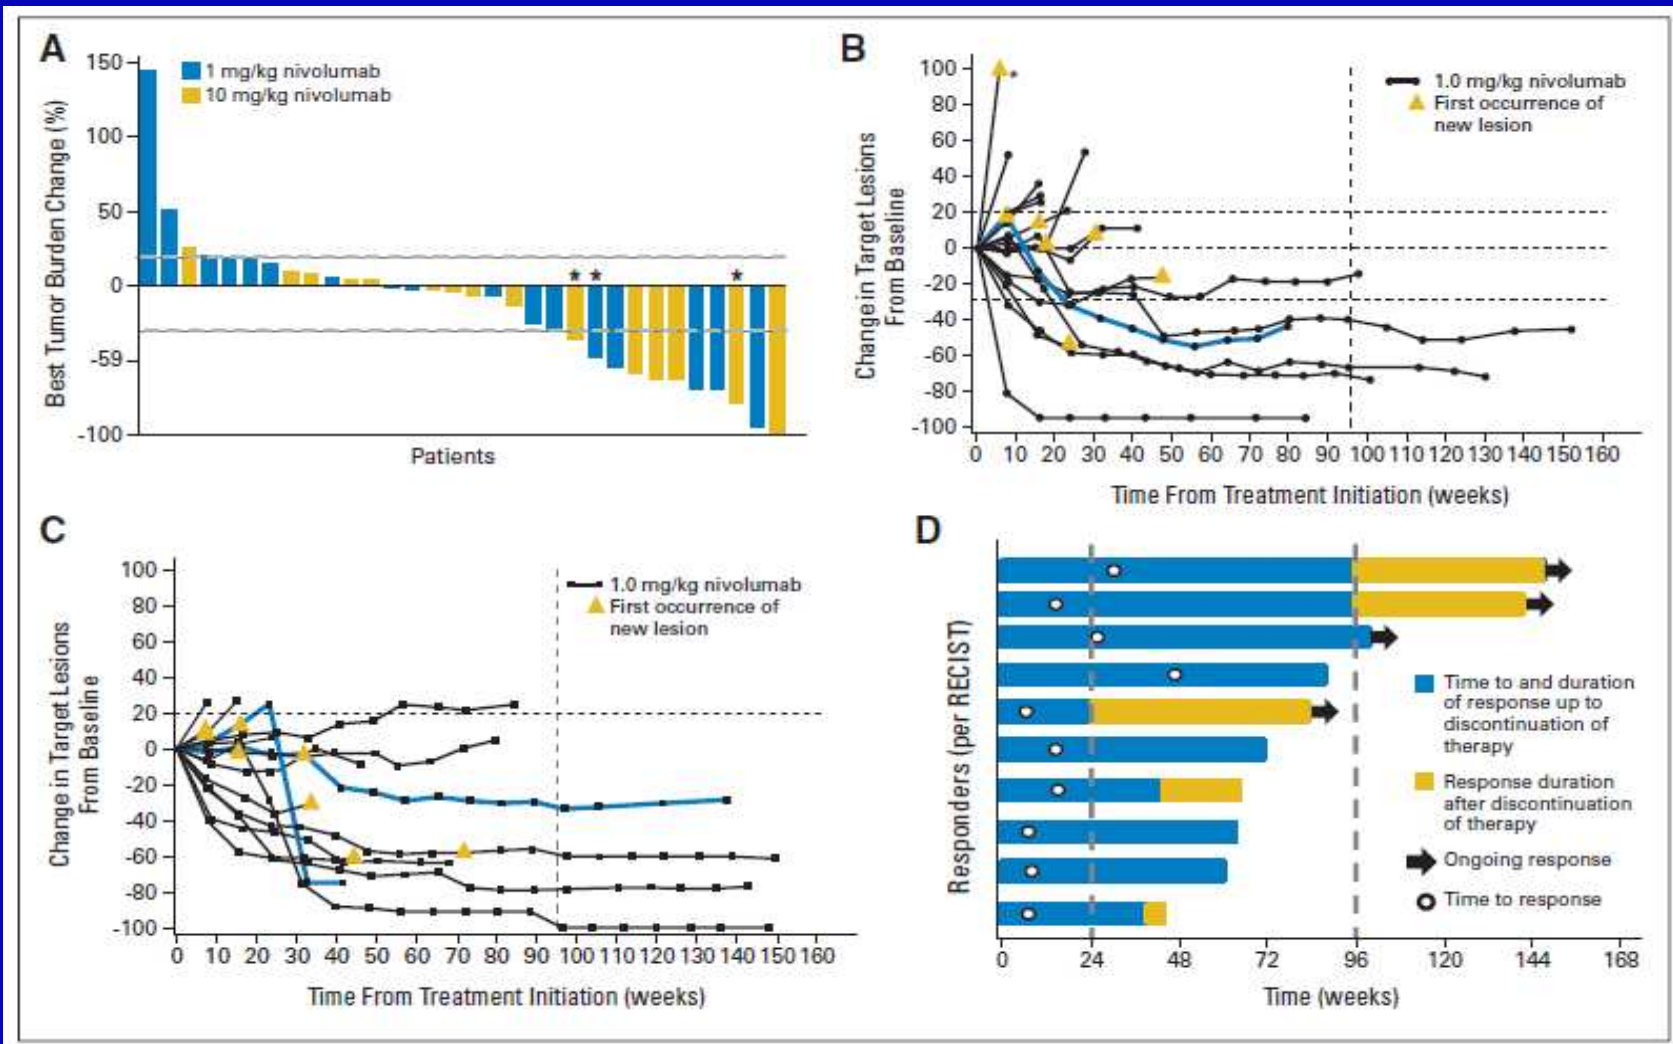 A
150
100
50
0
-59
-100
Best Tumor Burden Change (%)
1 mg/kg nivolumab
10 mg/kg nivolumab
* * *
Patients
B
100
80
60
40
20
0
-20
-40
-60
-80
-100
Change in Target Lesions
From Baseline
*
1.0 mg/kg nivolumab
First occurrence of
new lesion
0 10 20 30 40 50 60 70 80 90 100 110 120 130 140 150 160
Time From Treatment Initiation (weeks)
C
100
80
60
40
20
0
-20
-40
-60
-80
-100
Change in Target Lesions
From Baseline
1.0 mg/kg nivolumab
First occurrence of
new lesion
0 10 20 30 40 50 60 70 80 90 100 110 120 130 140 150 160
Time From Treatment Initiation (weeks)
D
Responders (per RECIST)
Time to and duration
of response up to
discontinuation of
therapy
Response duration
after discontinuation
of therapy
Ongoing response
Time to response
0 24 48 72 96 120 144 168
Time (weeks)